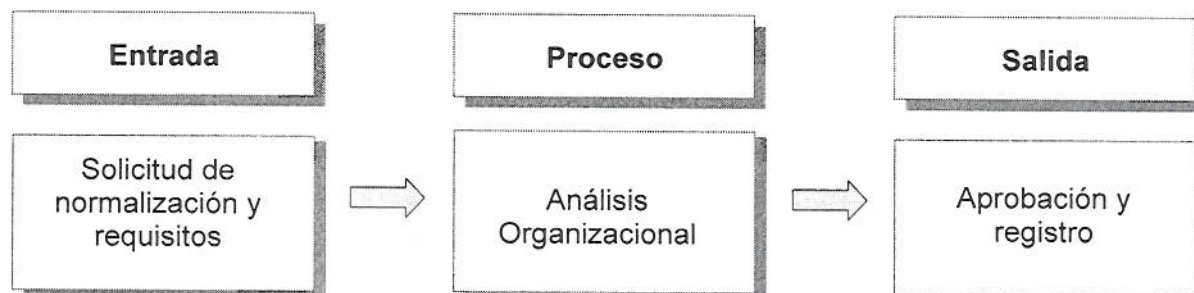 Entrada
Proceso
Salida
Solicitud de
normalización y
requisitos
Análisis
Organizacional
Aprobación y
registro